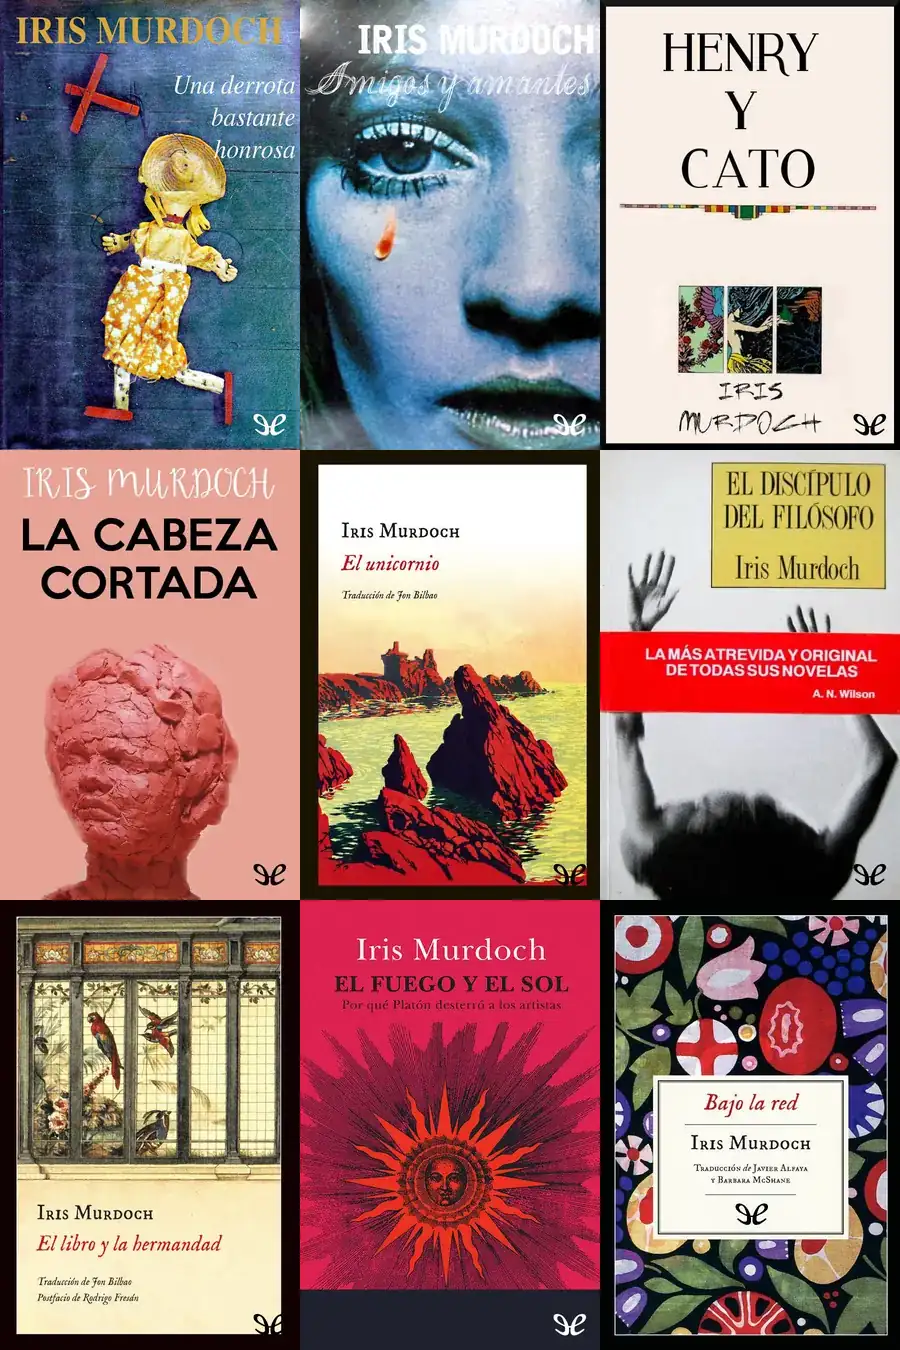 IRIS MURDOCH
Una derrota
bastante
honrosa
IRIS MURDOCH
Amigos y amantes
HENRY
Y
CATO
IRIS
MURDOCH
IRIS MURDOCH
LA CABEZA
CORTADA
IRIS MURDOCH
El unicornio
Traducción de Jon Bilbao
EL DISCÍPULO
DEL FILÓSOFO
Iris Murdoch
LA MÁS ATREVIDA Y ORIGINAL
DE TODAS SUS NOVELAS
A. N. Wilson
IRIS MURDOCH
El libro y la hermandad
Traducción de Jon Bilbao
Postfacio de Rodrigo Fresán
Iris Murdoch
EL FUEGO Y EL SOL
Por qué Platón desterró a los artistas
Bajo la red
IRIS MURDOCH
TRADUCCIÓN de JAVIER ALFAYA
Y BARBARA MCSHANE